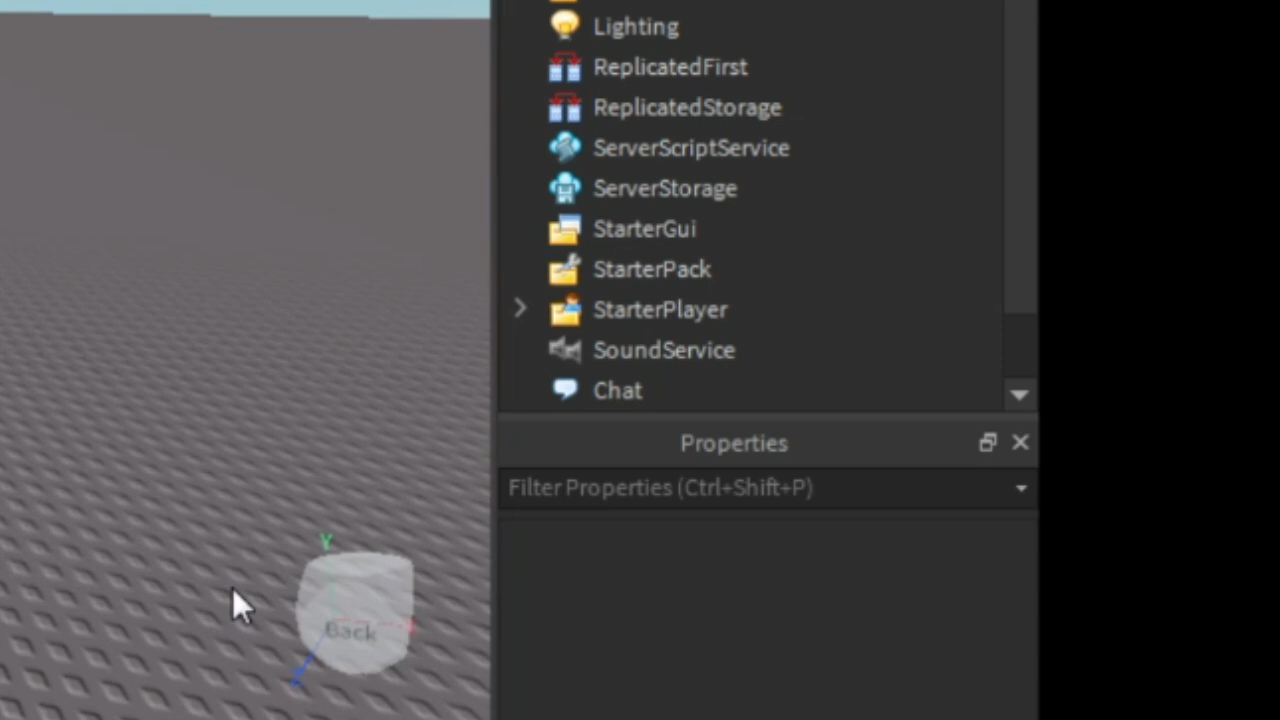 Lighting
ReplicatedFirst
ReplicatedStorage
ServerScriptService
ServerStorage
StarterGui
StarterPack
StarterPlayer
SoundService
Chat
Properties
Filter Properties (Ctrl+Shift+P)
Y
Back